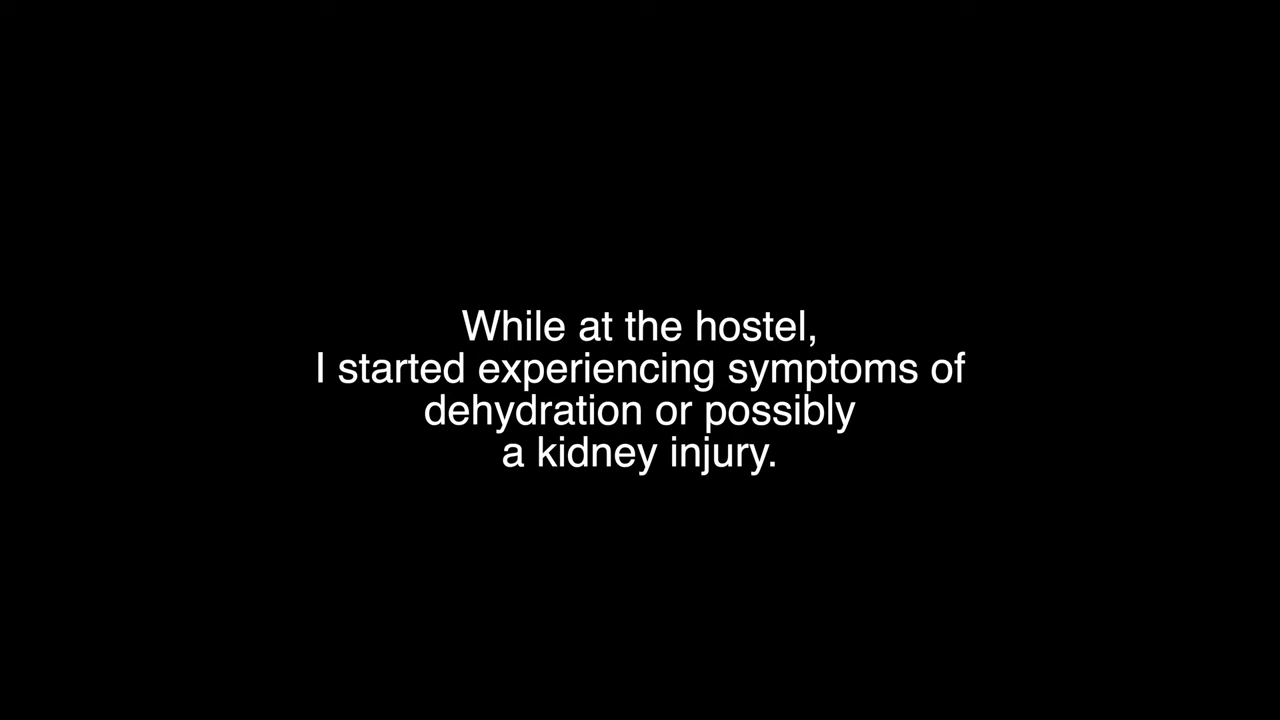 While at the hostel,
I started experiencing symptoms of
dehydration or possibly
a kidney injury.